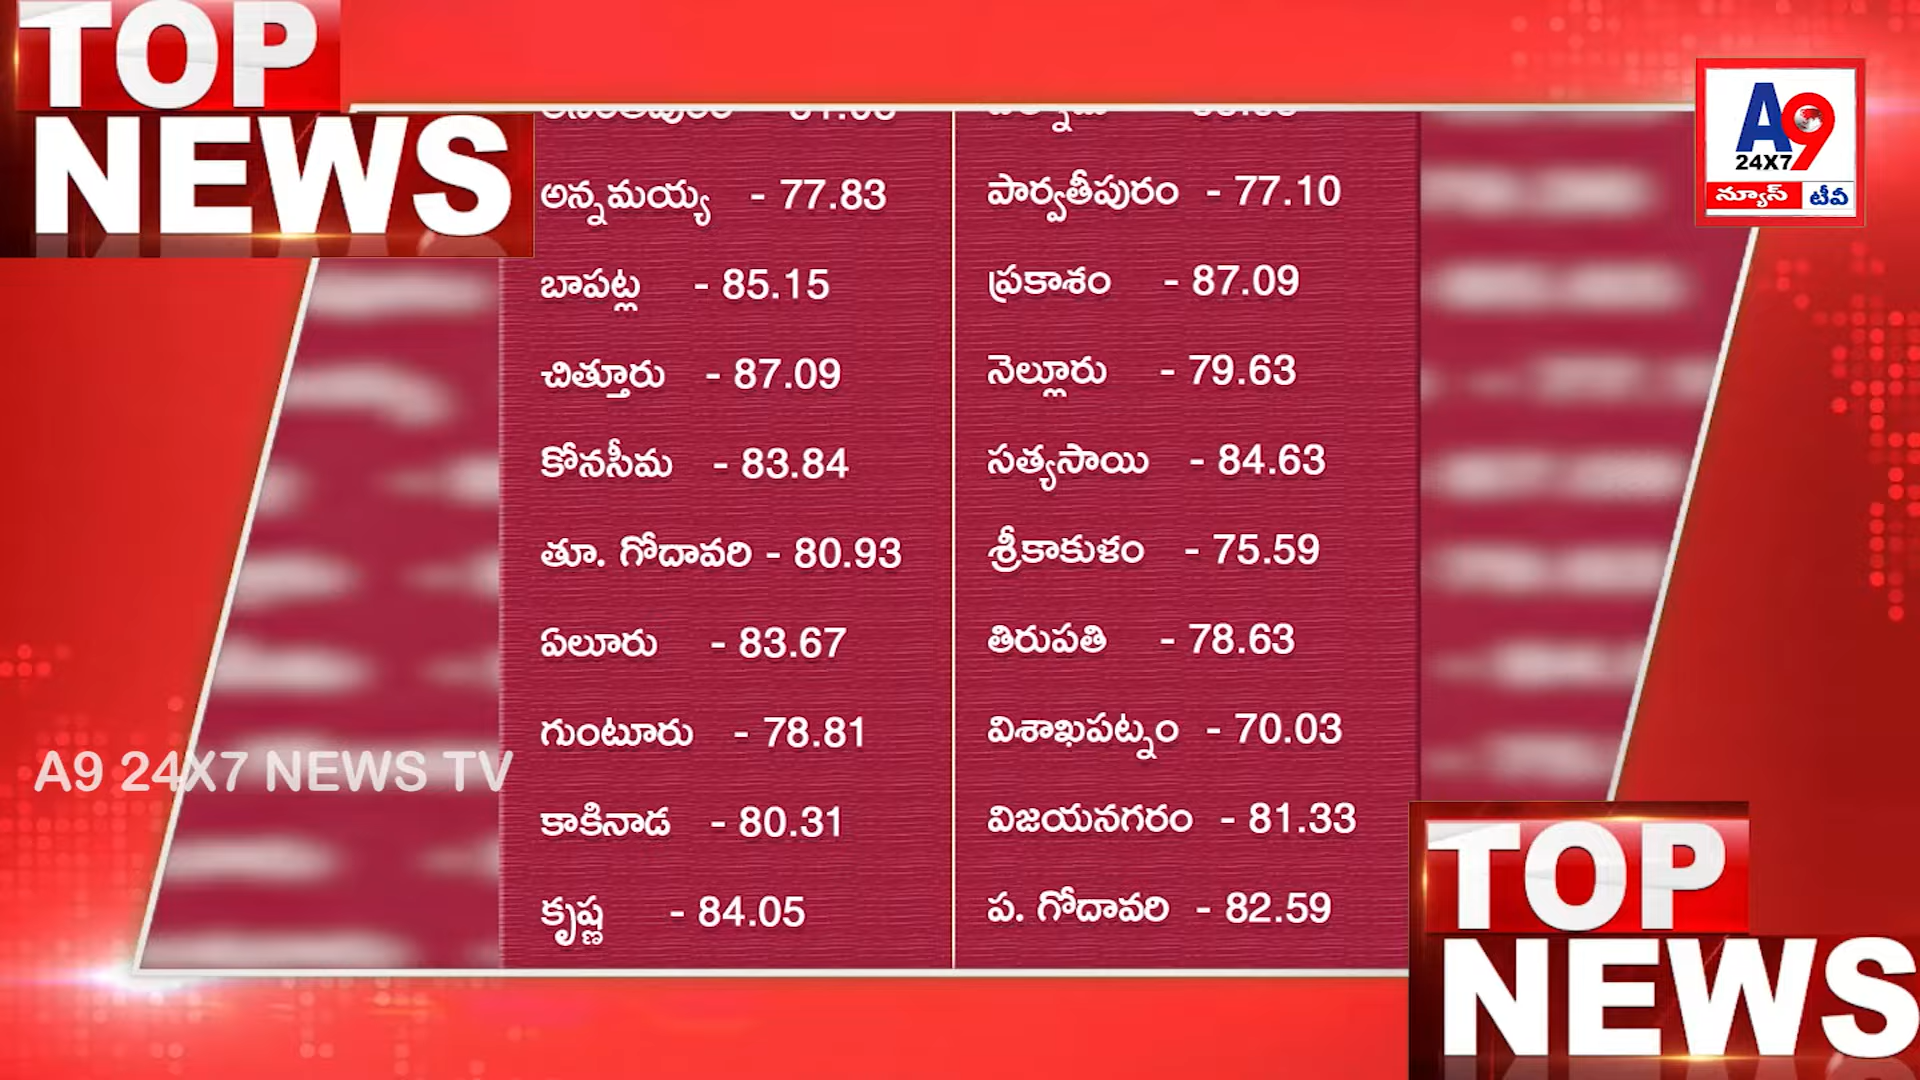 TOP
NEWS
A9
24X7
న్యూస్ టీవీ
అన్నమయ్య - 77.83
బాపట్ల - 85.15
చిత్తూరు - 87.09
కోనసీమ - 83.84
తూ. గోదావరి - 80.93
ఏలూరు - 83.67
గుంటూరు - 78.81
కాకినాడ - 80.31
కృష్ణ - 84.05
పార్వతీపురం - 77.10
ప్రకాశం - 87.09
నెల్లూరు - 79.63
సత్యసాయి - 84.63
శ్రీకాకుళం - 75.59
తిరుపతి - 78.63
విశాఖపట్నం - 70.03
విజయనగరం - 81.33
ప. గోదావరి - 82.59
A9 24X7 NEWS TV
TOP
NEWS